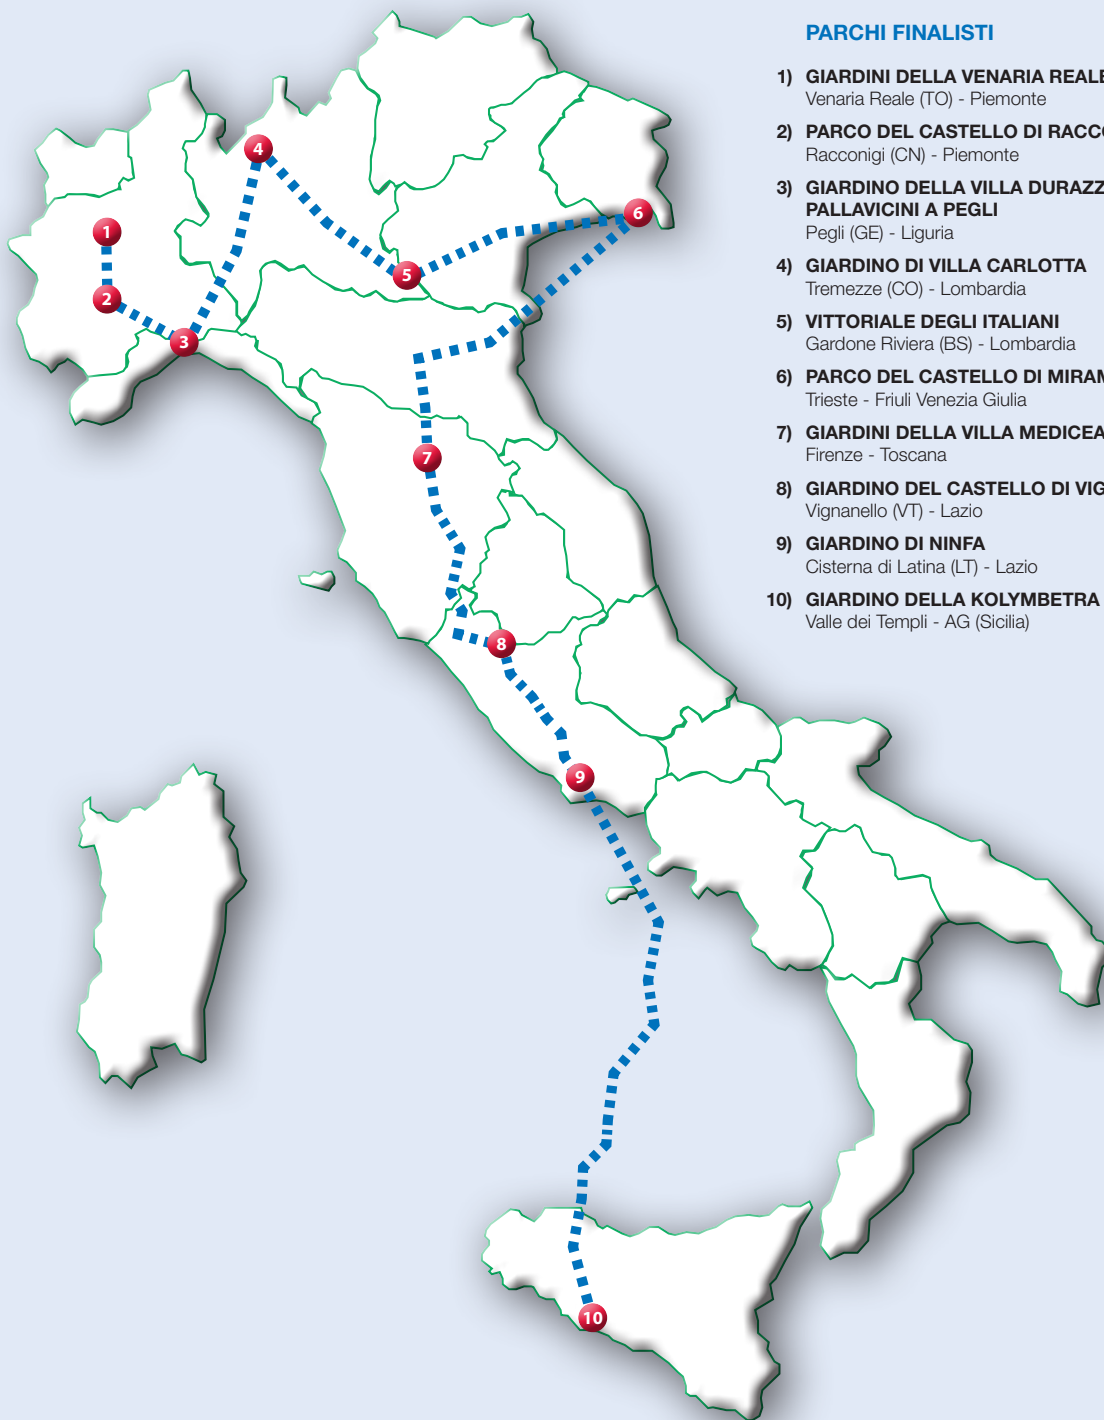 PARCHI FINALISTI
1) GIARDINI DELLA VENARIA REALE
Venaria Reale (TO) - Piemonte
2) PARCO DEL CASTELLO DI RACCO
Racconigi (CN) - Piemonte
3) GIARDINO DELLA VILLA DURAZZ
PALLAVICINI A PEGLI
Pegli (GE) - Liguria
4) GIARDINO DI VILLA CARLOTTA
Tremezze (CO) - Lombardia
5) VITTORIALE DEGLI ITALIANI
Gardone Riviera (BS) - Lombardia
6) PARCO DEL CASTELLO DI MIRAM
Trieste - Friuli Venezia Giulia
7) GIARDINI DELLA VILLA MEDICEA
Firenze - Toscana
8) GIARDINO DEL CASTELLO DI VIG
Vignanello (VT) - Lazio
9) GIARDINO DI NINFA
Cisterna di Latina (LT) - Lazio
10) GIARDINO DELLA KOLYMBETRA
Valle dei Templi - AG (Sicilia)
4
6
1
5
2
3
7
8
9
10